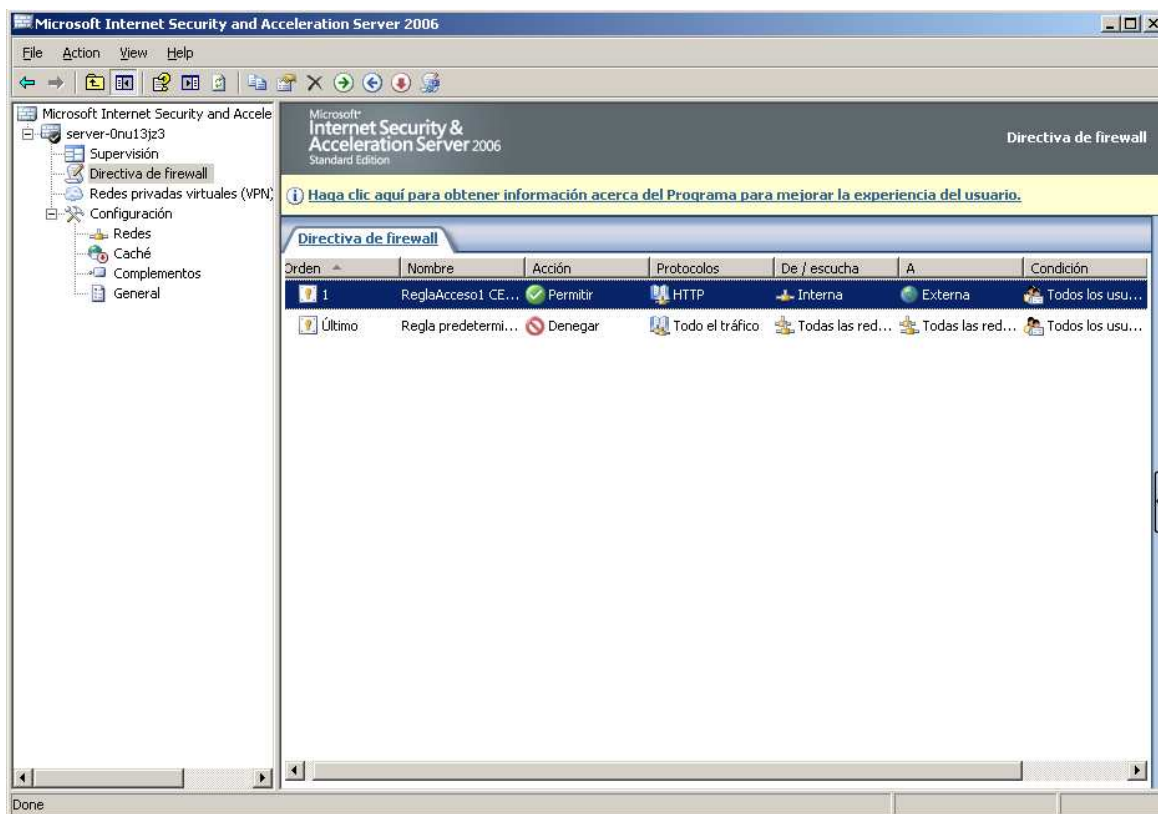 Microsoft Internet Security and Acceleration Server 2006
File Action View Help
Microsoft Internet Security and Accele
server-0nu13jz3
Supervisión
Directiva de firewall
Redes privadas virtuales (VPN)
Configuración
Redes
Caché
Complementos
General
Microsoft
Internet Security &
Acceleration Server 2006
Standard Edition
Directiva de firewall
Haga clic aquí para obtener información acerca del Programa para mejorar la experiencia del usuario.
Directiva de firewall
Orden Nombre Acción Protocolos De / escucha A Condición
1 ReglaAcceso1 CE... Permitir HTTP Interna Externa Todos los usu...
Último Regla predetermi... Denegar Todo el tráfico Todas las red... Todas las red... Todos los usu...
Done